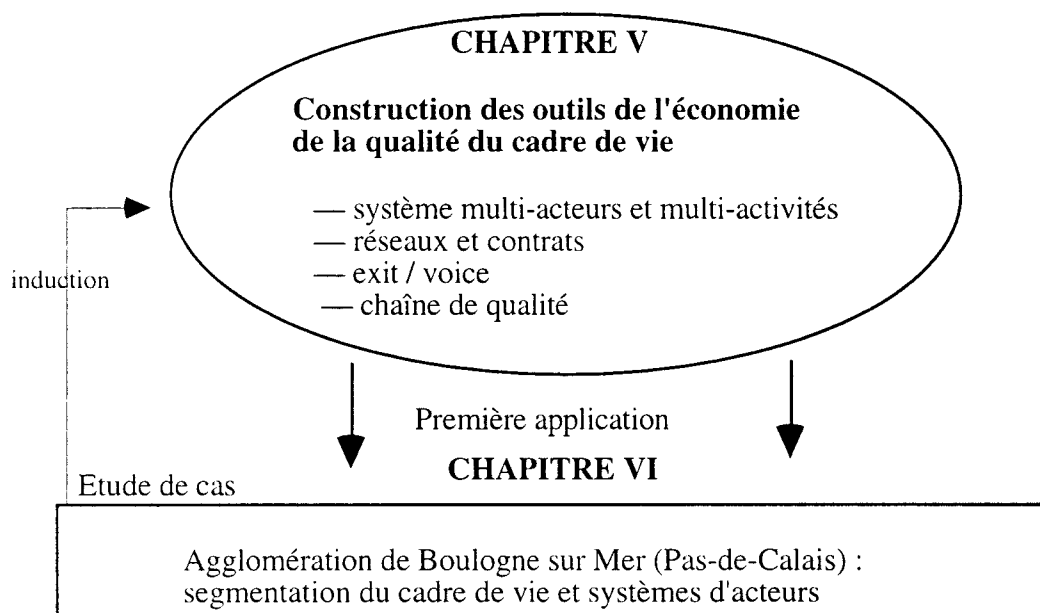 CHAPITRE V
Construction des outils de l'économie
de la qualité du cadre de vie
— système multi-acteurs et multi-activités
— réseaux et contrats
— exit / voice
— chaîne de qualité
induction
Première application
CHAPITRE VI
Etude de cas
Agglomération de Boulogne sur Mer (Pas-de-Calais) :
segmentation du cadre de vie et systèmes d'acteurs